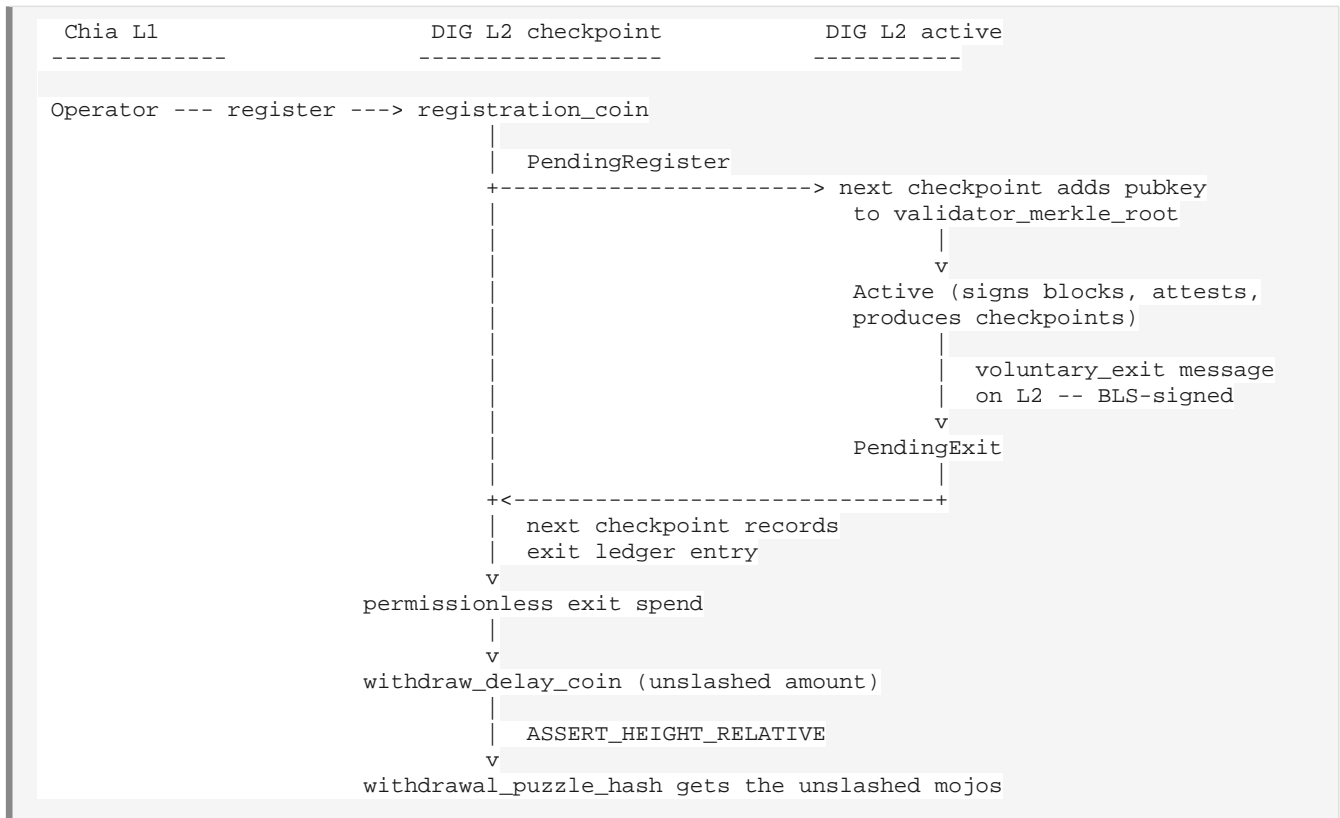 Chia L1                    DIG L2 checkpoint            DIG L2 active
-------------              ------------------           -----------
Operator --- register ---> registration_coin
|
|  PendingRegister
+-----------------------> next checkpoint adds pubkey
|                          to validator_merkle_root
|                                |
|                                v
|                          Active (signs blocks, attests,
|                          produces checkpoints)
|                                |
|                                |  voluntary_exit message
|                                |  on L2 -- BLS-signed
|                                v
|                          PendingExit
|                                |
+<-------------------------------+
|  next checkpoint records
|  exit ledger entry
v
permissionless exit spend
|
v
withdraw_delay_coin (unslashed amount)
|
|  ASSERT_HEIGHT_RELATIVE
v
withdrawal_puzzle_hash gets the unslashed mojos